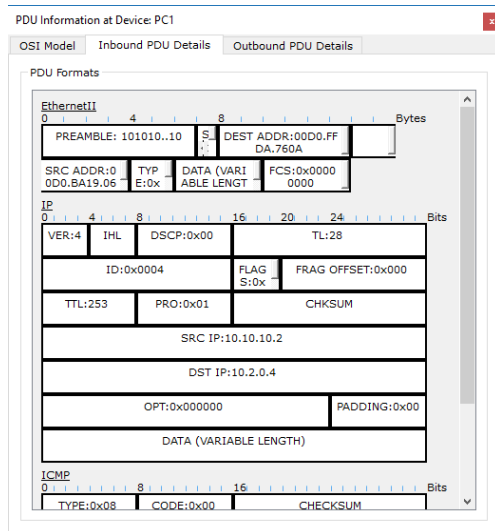 PDU Information at Device: PC1
x
OSI Model Inbound PDU Details Outbound PDU Details
PDU Formats
EthernetII
0 4 8 Bytes
PREAMBLE: 101010..10 S DEST ADDR:00D0.FF
DA.760A
SRC ADDR:0 TYP DATA (VARI FCS:0x0000
0D0.BA19.06 E:0x ABLE LENGT 0000
IP
0 4 8 16 20 24 Bits
VER:4 IHL DSCP:0x00 TL:28
ID:0x0004 FLAG FRAG OFFSET:0x000
S:0x
TTL:253 PRO:0x01 CHKSUM
SRC IP:10.10.10.2
DST IP:10.2.0.4
OPT:0x000000 PADDING:0x00
DATA (VARIABLE LENGTH)
ICMP
0 8 16 Bits
TYPE:0x08 CODE:0x00 CHECKSUM